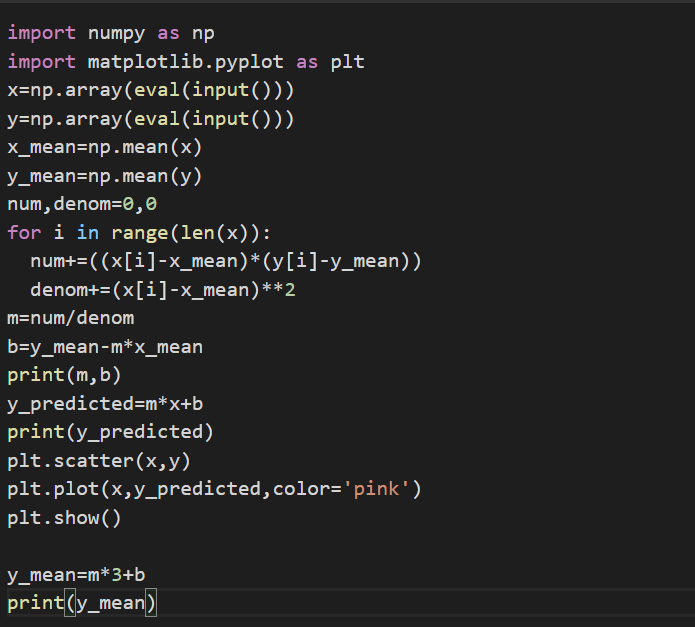 import numpy as np
import matplotlib.pyplot as plt
x=np.array(eval(input()))
y=np.array(eval(input()))
x_mean=np.mean(x)
y_mean=np.mean(y)
num,denom=0,0
for i in range(len(x)):
  num+=((x[i]-x_mean)*(y[i]-y_mean))
  denom+=(x[i]-x_mean)**2
m=num/denom
b=y_mean-m*x_mean
print(m,b)
y_predicted=m*x+b
print(y_predicted)
plt.scatter(x,y)
plt.plot(x,y_predicted,color='pink')
plt.show()

y_mean=m*3+b
print(y_mean)